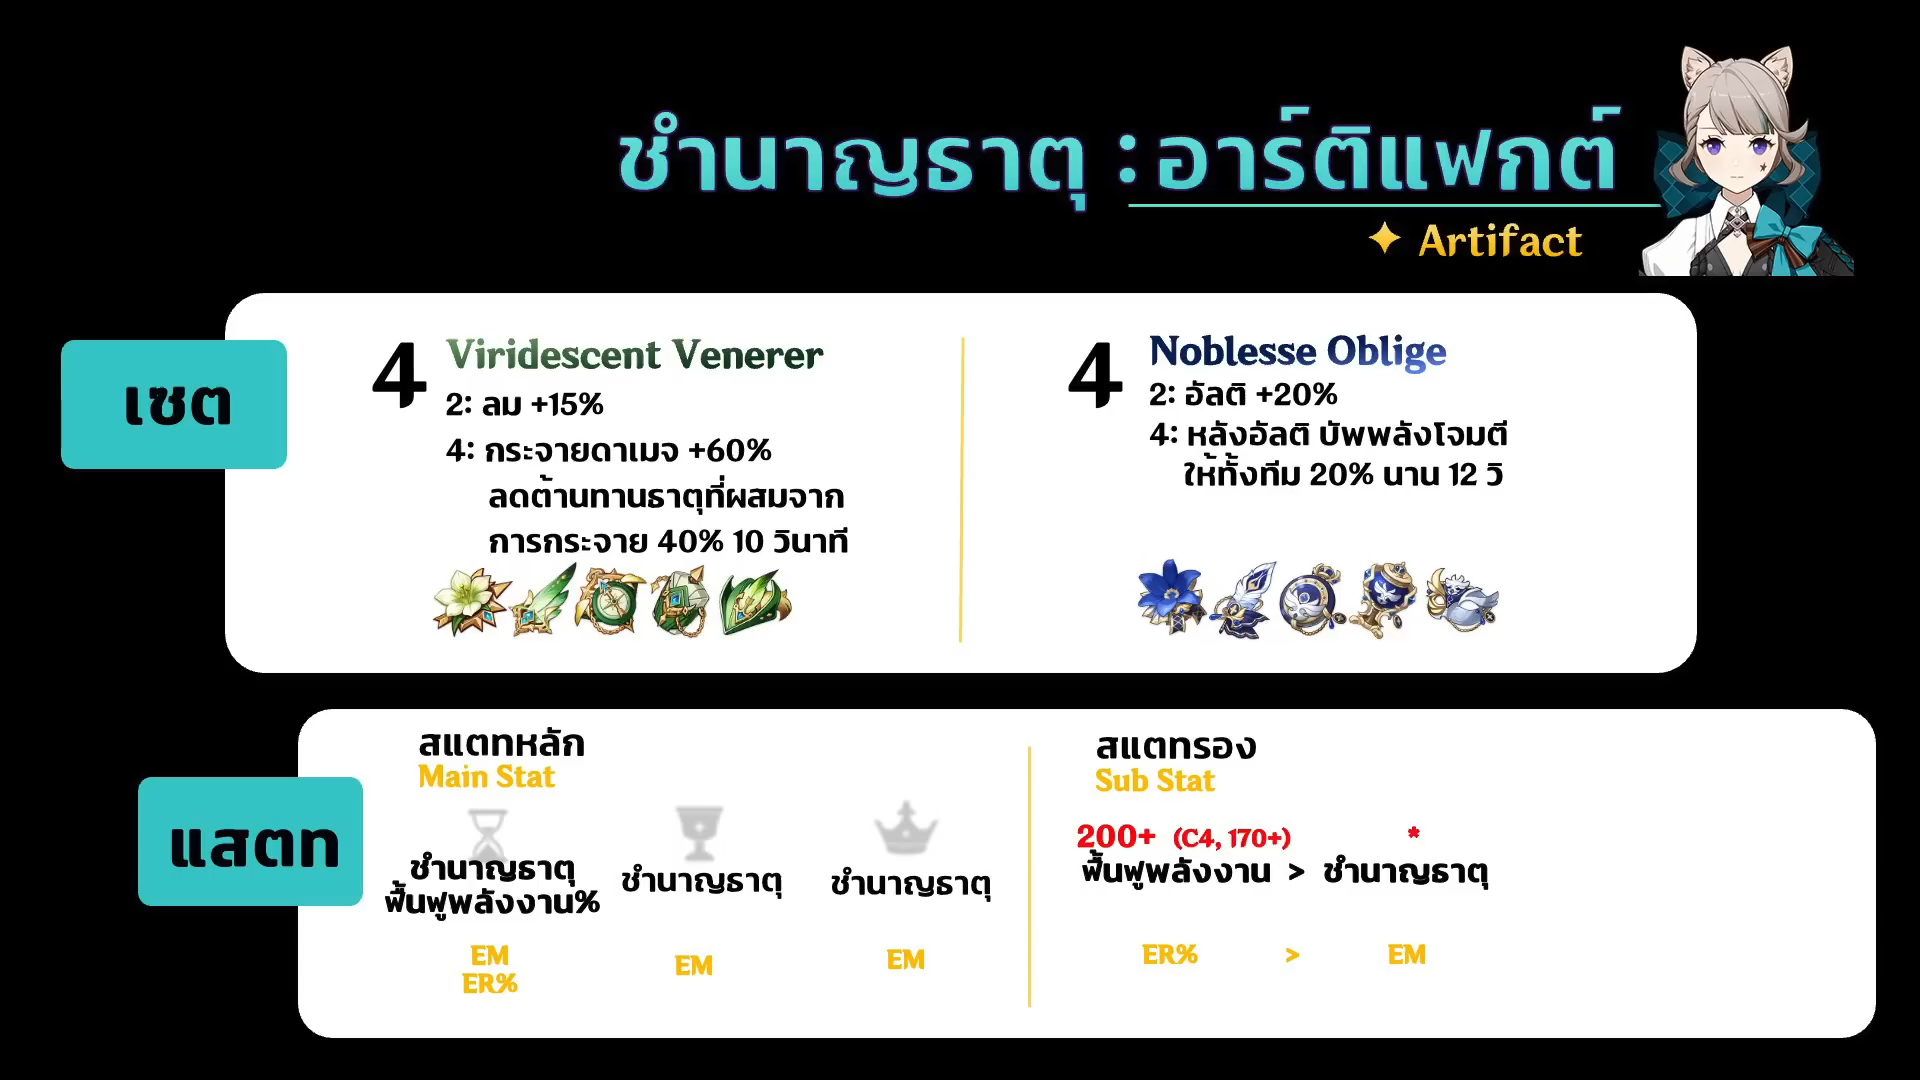 ชำนาญธาตุ : อาร์ติแฟกต์
Artifact
เซต
4 Viridescent Venerer
2: ลม +15%
4: กระจายดาเมจ +60%
ลดต้านทานธาตุที่ผสมจาก
การกระจาย 40% 10 วินาที
4 Noblesse Oblige
2: อัลติ +20%
4: หลังอัลติ บัพพลังโจมตี
ให้ทั้งทีม 20% นาน 12 วิ
แสตท
สแตทหลัก
Main Stat
ชำนาญธาตุ
ฟื้นฟูพลังงาน%
EM
ER%
ชำนาญธาตุ
EM
ชำนาญธาตุ
EM
สแตทรอง
Sub Stat
200+ (C4, 170+) *
ฟื้นฟูพลังงาน > ชำนาญธาตุ
ER% > EM